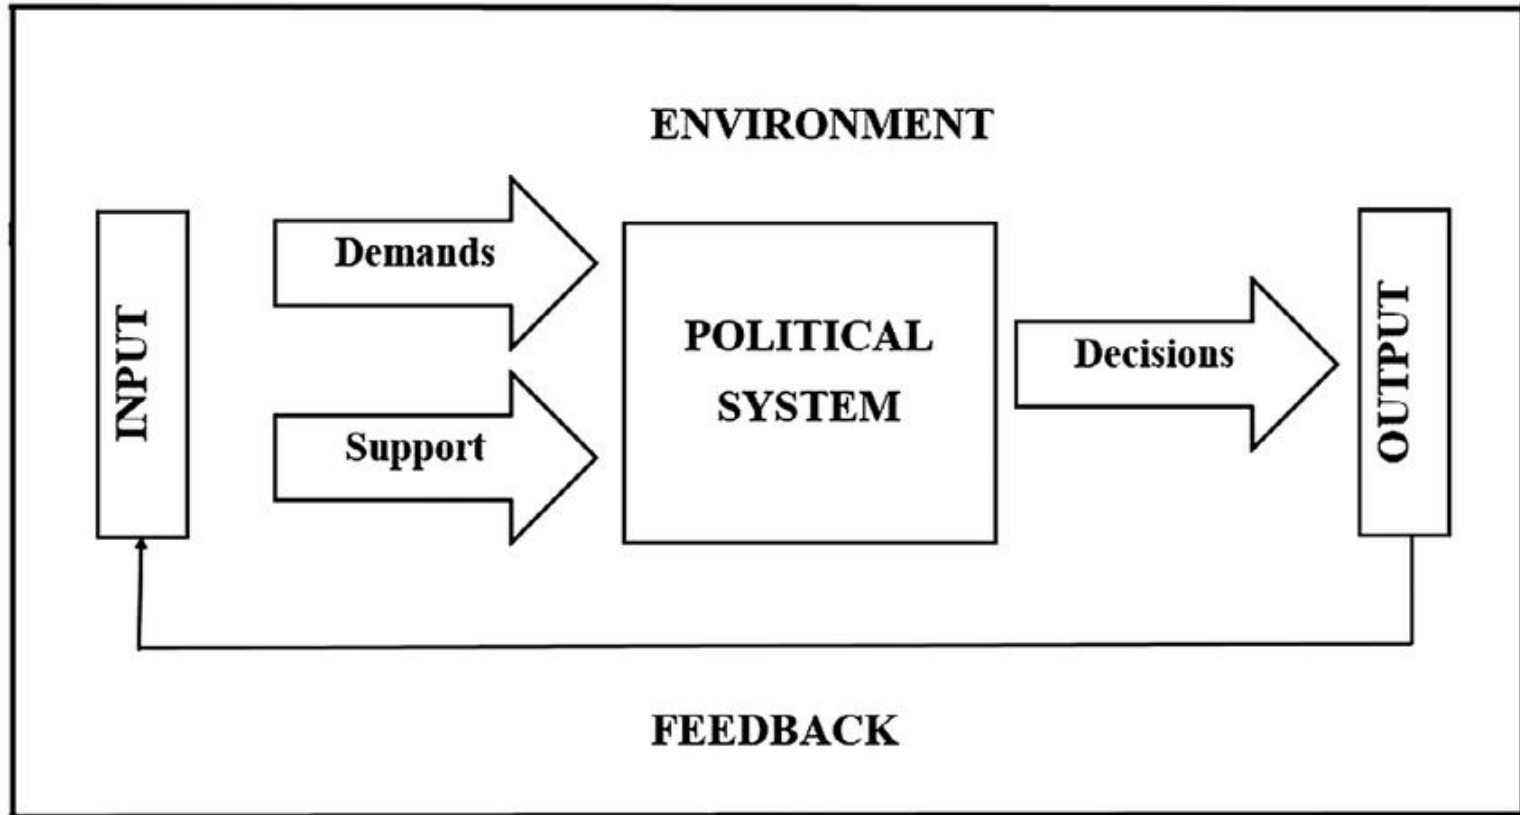 ENVIRONMENT
INPUT
Demands
Support
POLITICAL
SYSTEM
Decisions
OUTPUT
FEEDBACK